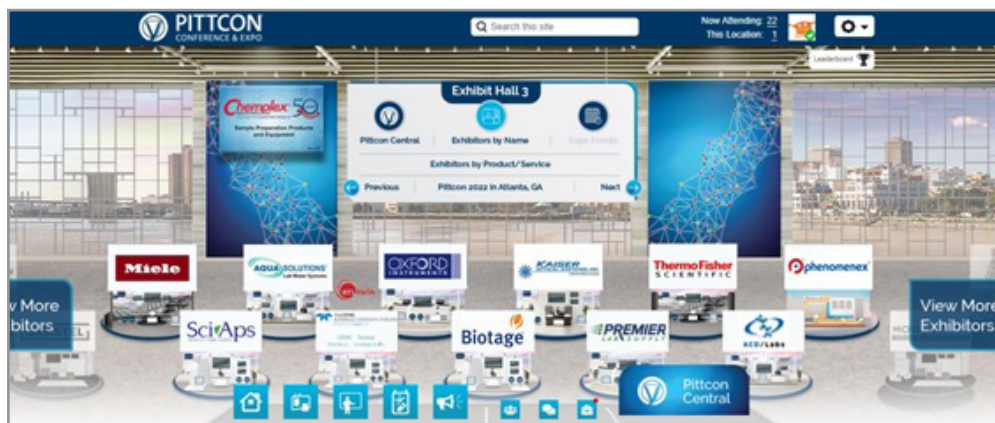 PITTCON
CONFERENCE & EXPO
Search this site
Now Attending: 22
This Location: 1
Leaderboard
Chemplex 50
Sample Preparation Products
and Equipment
Exhibit Hall 3
Pittcon Central
Exhibitors by Name
Expo Events
Exhibitors by Product/Service
Previous
Pittcon 2022 in Atlanta, GA
Next
Miele
AQUA SOLUTIONS
Lab Water Systems
OXFORD
INSTRUMENTS
KAISER
ThermoFisher
SCIENTIFIC
phenomenex
View More
Exhibitors
SciAps
Biotage
PREMIER
LAB SUPPLY
ACD/Labs
View More
Exhibitors
Pittcon
Central